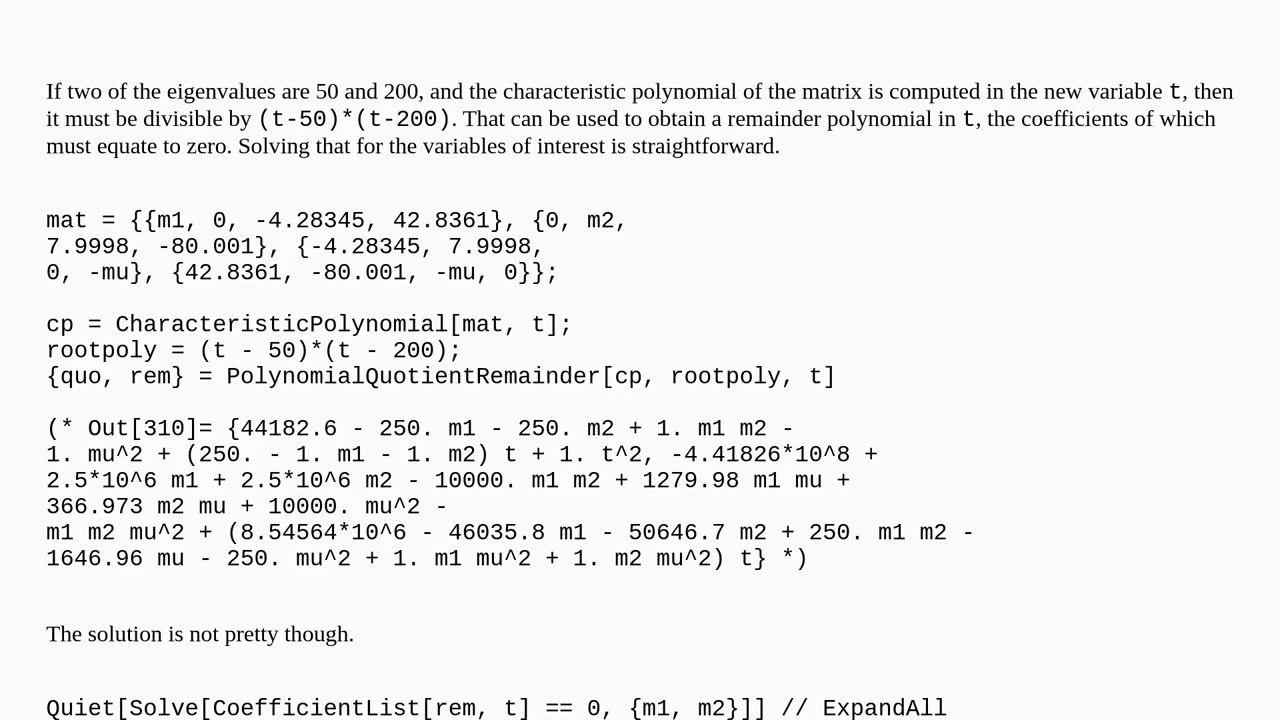 If two of the eigenvalues are 50 and 200, and the characteristic polynomial of the matrix is computed in the new variable t, then
it must be divisible by (t-50)*(t-200). That can be used to obtain a remainder polynomial in t, the coefficients of which
must equate to zero. Solving that for the variables of interest is straightforward.
mat = {{m1, 0, -4.28345, 42.8361}, {0, m2,
7.9998, -80.001}, {-4.28345, 7.9998,
0, -mu}, {42.8361, -80.001, -mu, 0}};
cp = CharacteristicPolynomial[mat, t];
rootpoly = (t - 50)*(t - 200);
{quo, rem} = PolynomialQuotientRemainder[cp, rootpoly, t]
(* Out[310]= {44182.6 - 250. m1 - 250. m2 + 1. m1 m2 -
1. mu^2 + (250. - 1. m1 - 1. m2) t + 1. t^2, -4.41826*10^8 +
2.5*10^6 m1 + 2.5*10^6 m2 - 10000. m1 m2 + 1279.98 m1 mu +
366.973 m2 mu + 10000. mu^2 -
m1 m2 mu^2 + (8.54564*10^6 - 46035.8 m1 - 50646.7 m2 + 250. m1 m2 -
1646.96 mu - 250. mu^2 + 1. m1 mu^2 + 1. m2 mu^2) t} *)
The solution is not pretty though.
Quiet[Solve[CoefficientList[rem, t] == 0, {m1, m2}]] // ExpandAll